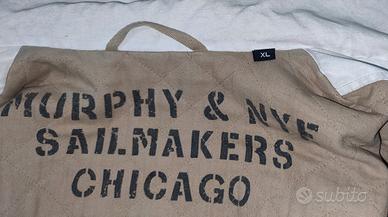 XL
MURPHY & NYE
SAILMAKERS
CHICAGO
subito